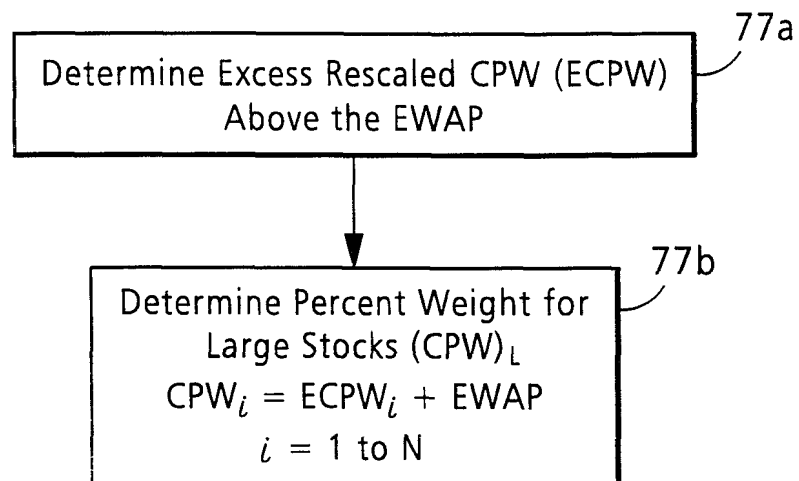 77a
Determine Excess Rescaled CPW (ECPW)
Above the EWAP
77b
Determine Percent Weight for
Large Stocks (CPW)L
CPWi = ECPWi + EWAP
i = 1 to N